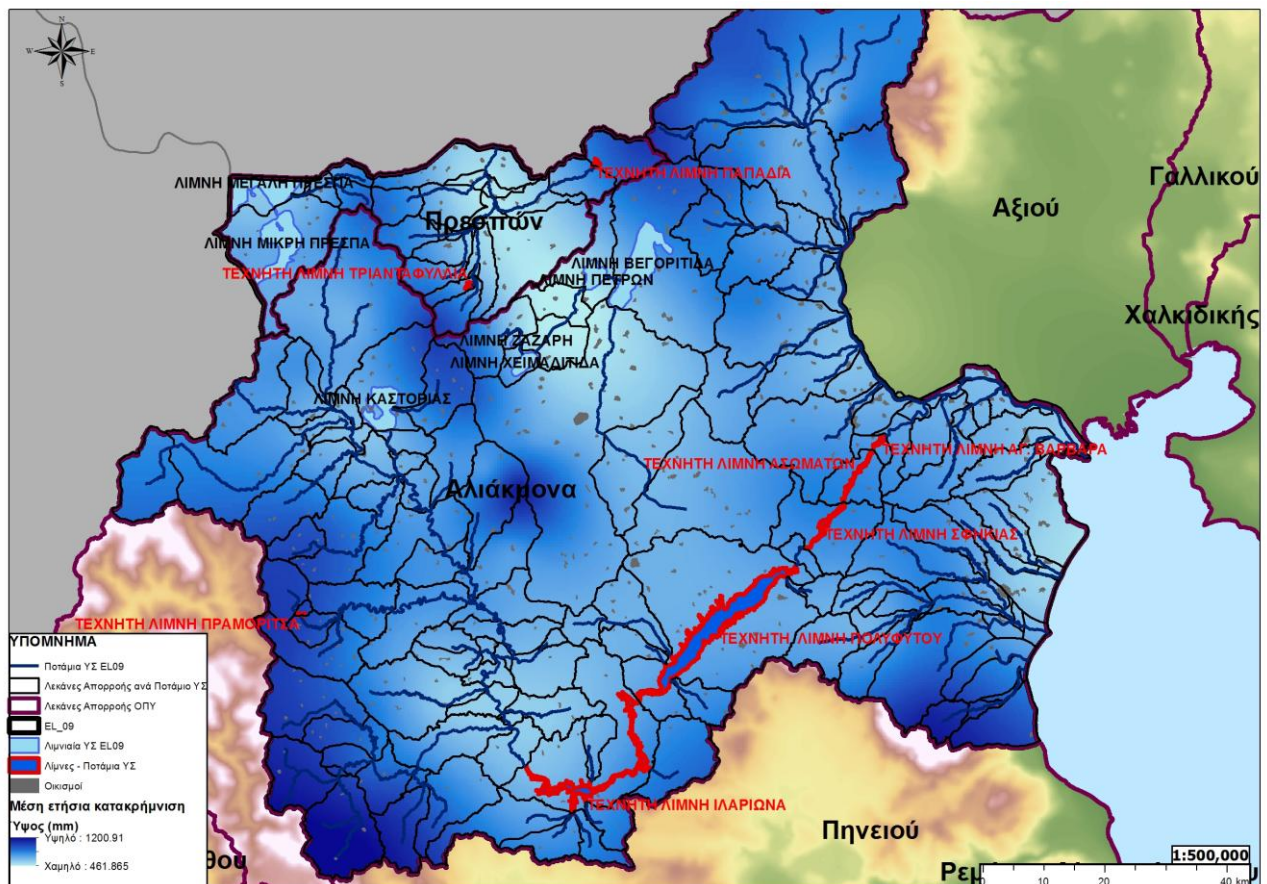 N
W
E
S
ΛΙΜΝΗ ΜΕΓΑΛΗ ΠΡΕΣΠΑ
ΤΕΧΝΗΤΗ ΛΙΜΝΗ ΠΑΠΑΔΙΑ
Γαλλικού
Πρεσπών
Αξιού
ΛΙΜΝΗ ΜΙΚΡΗ ΠΡΕΣΠΑ
ΛΙΜΝΗ ΒΕΓΟΡΙΤΙΔΑ
ΤΕΧΝΗΤΗ ΛΙΜΝΗ ΤΡΙΑΝΤΑΦΥΛΛΙΑ
ΛΙΜΝΗ ΠΕΤΡΩΝ
Χαλκιδικής
ΛΙΜΝΗ ΖΑΖΑΡΗ
ΛΙΜΝΗ ΧΕΙΜΑΔΙΤΙΔΑ
ΛΙΜΝΗ ΚΑΣΤΟΡΙΑΣ
ΤΕΧΝΗΤΗ ΛΙΜΝΗ ΑΓ. ΒΑΡΒΑΡΑ
ΤΕΧΝΗΤΗ ΛΙΜΝΗ ΑΣΩΜΑΤΩΝ
Αλιάκμονα
ΤΕΧΝΗΤΗ ΛΙΜΝΗ ΣΦΗΚΙΑΣ
ΤΕΧΝΗΤΗ ΛΙΜΝΗ ΠΡΑΜΟΡΙΤΣΑ
ΤΕΧΝΗΤΗ ΛΙΜΝΗ ΠΟΛΥΦΥΤΟΥ
ΤΕΧΝΗΤΗ ΛΙΜΝΗ ΙΛΑΡΙΩΝΑ
Πηνειού
ΥΠΟΜΝΗΜΑ
Ποτάμια ΥΣ EL09
Λεκάνες Απορροής ανά Ποτάμιο ΥΣ
Λεκάνες Απορροής ΟΠΥ
EL_09
Λιμναία ΥΣ EL09
Λίμνες - Ποτάμια ΥΣ
Οικισμοί
Μέση ετήσια κατακρήμνιση
Ύψος (mm)
Υψηλό : 1200.91
Χαμηλό : 461.865
θου
1:500,000
0 10 20 40 km